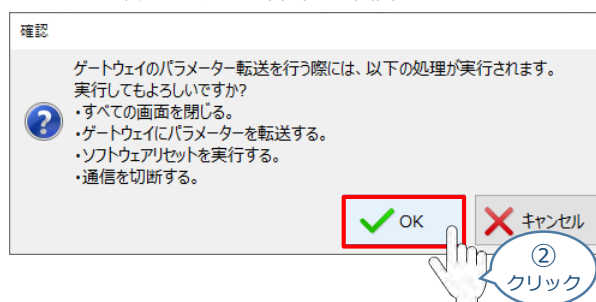 確認
ゲートウェイのパラメーター転送を行う際には、以下の処理が実行されます。
実行してもよろしいですか?
・すべての画面を閉じる。
・ゲートウェイにパラメーターを転送する。
・ソフトウェアリセットを実行する。
・通信を切断する。
OK
キャンセル
②
クリック